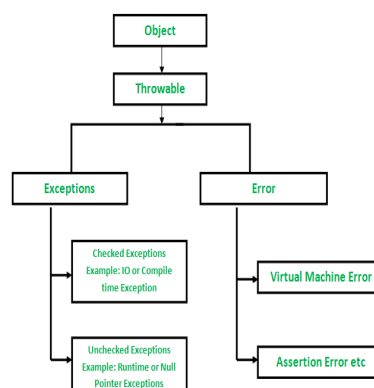 Object
Throwable
Exceptions
Error
Checked Exceptions
Example: IO or Compile
time Exception
Virtual Machine Error
Unchecked Exceptions
Example: Runtime or Null
Pointer Exceptions
Assertion Error etc